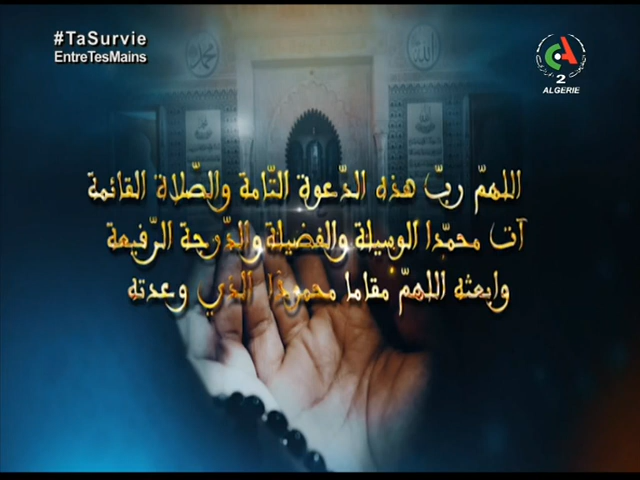 #TaSurvie
EntreTesMains
2
ALGERIE
اللهمّ ربّ هذه الدّعوة التّامة والصّلاة القائمة
آت محمّدا الوسيلة والفضيلة والدّرجة الرّفيعة
وابعثه اللهمّ مقاما محمودا الذي وعدته